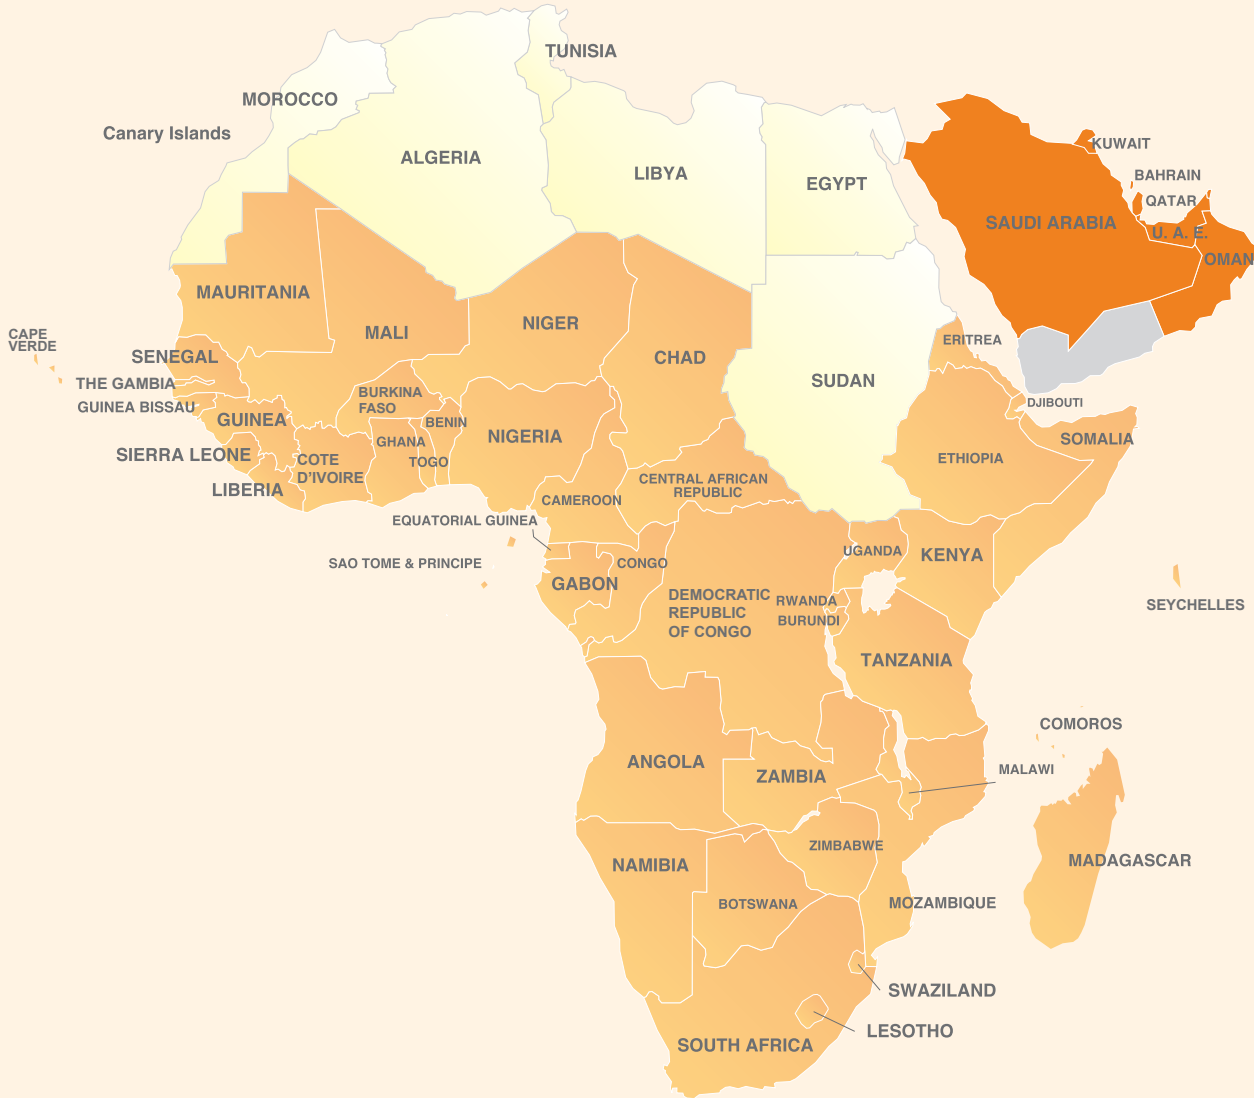 TUNISIA
MOROCCO
Canary Islands
ALGERIA
LIBYA
EGYPT
KUWAIT
BAHRAIN
QATAR
SAUDI ARABIA
U. A. E.
OMAN
MAURITANIA
MALI
NIGER
CHAD
SUDAN
ERITREA
CAPE
VERDE
SENEGAL
THE GAMBIA
GUINEA BISSAU
GUINEA
SIERRA LEONE
LIBERIA
COTE
D'IVOIRE
BURKINA
FASO
GHANA
TOGO
BENIN
NIGERIA
DJIBOUTI
SOMALIA
ETHIOPIA
CENTRAL AFRICAN
REPUBLIC
CAMEROON
EQUATORIAL GUINEA
SAO TOME & PRINCIPE
GABON
CONGO
DEMOCRATIC
REPUBLIC
OF CONGO
UGANDA
KENYA
RWANDA
BURUNDI
TANZANIA
SEYCHELLES
COMOROS
MALAWI
ANGOLA
ZAMBIA
ZIMBABWE
MADAGASCAR
NAMIBIA
BOTSWANA
MOZAMBIQUE
SWAZILAND
LESOTHO
SOUTH AFRICA